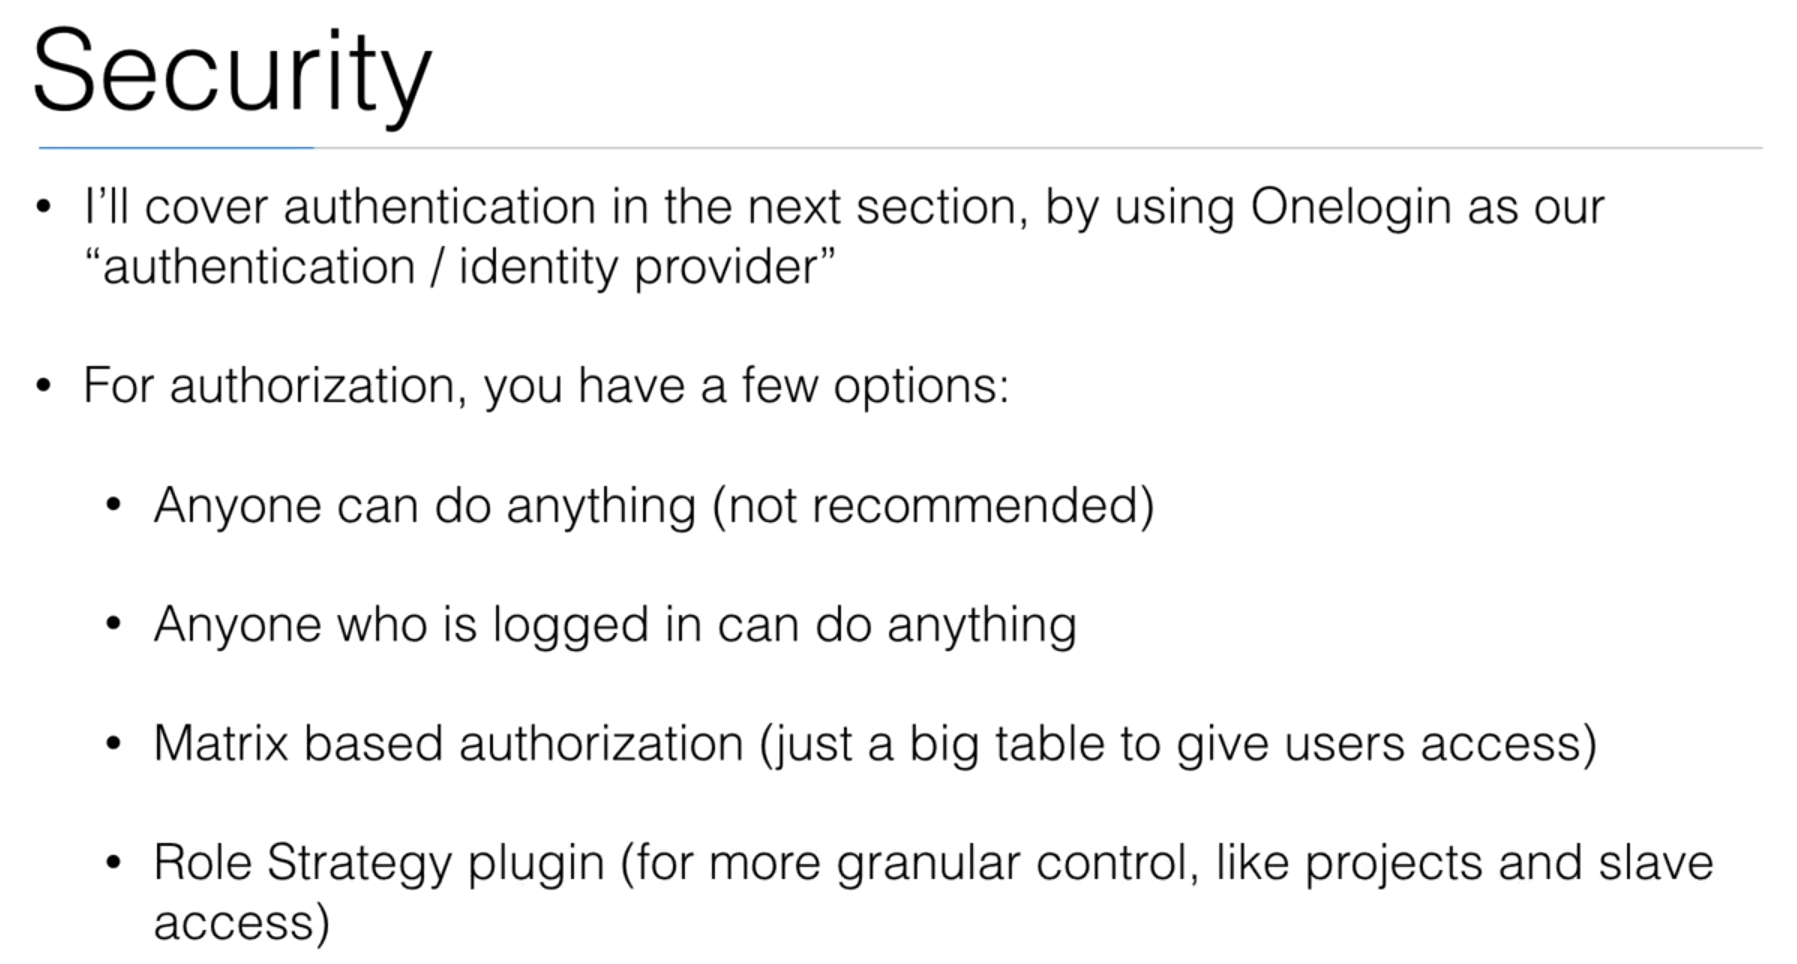 Security
• I’ll cover authentication in the next section, by using Onelogin as our
“authentication / identity provider”
• For authorization, you have a few options:
• Anyone can do anything (not recommended)
• Anyone who is logged in can do anything
• Matrix based authorization (just a big table to give users access)
• Role Strategy plugin (for more granular control, like projects and slave
access)